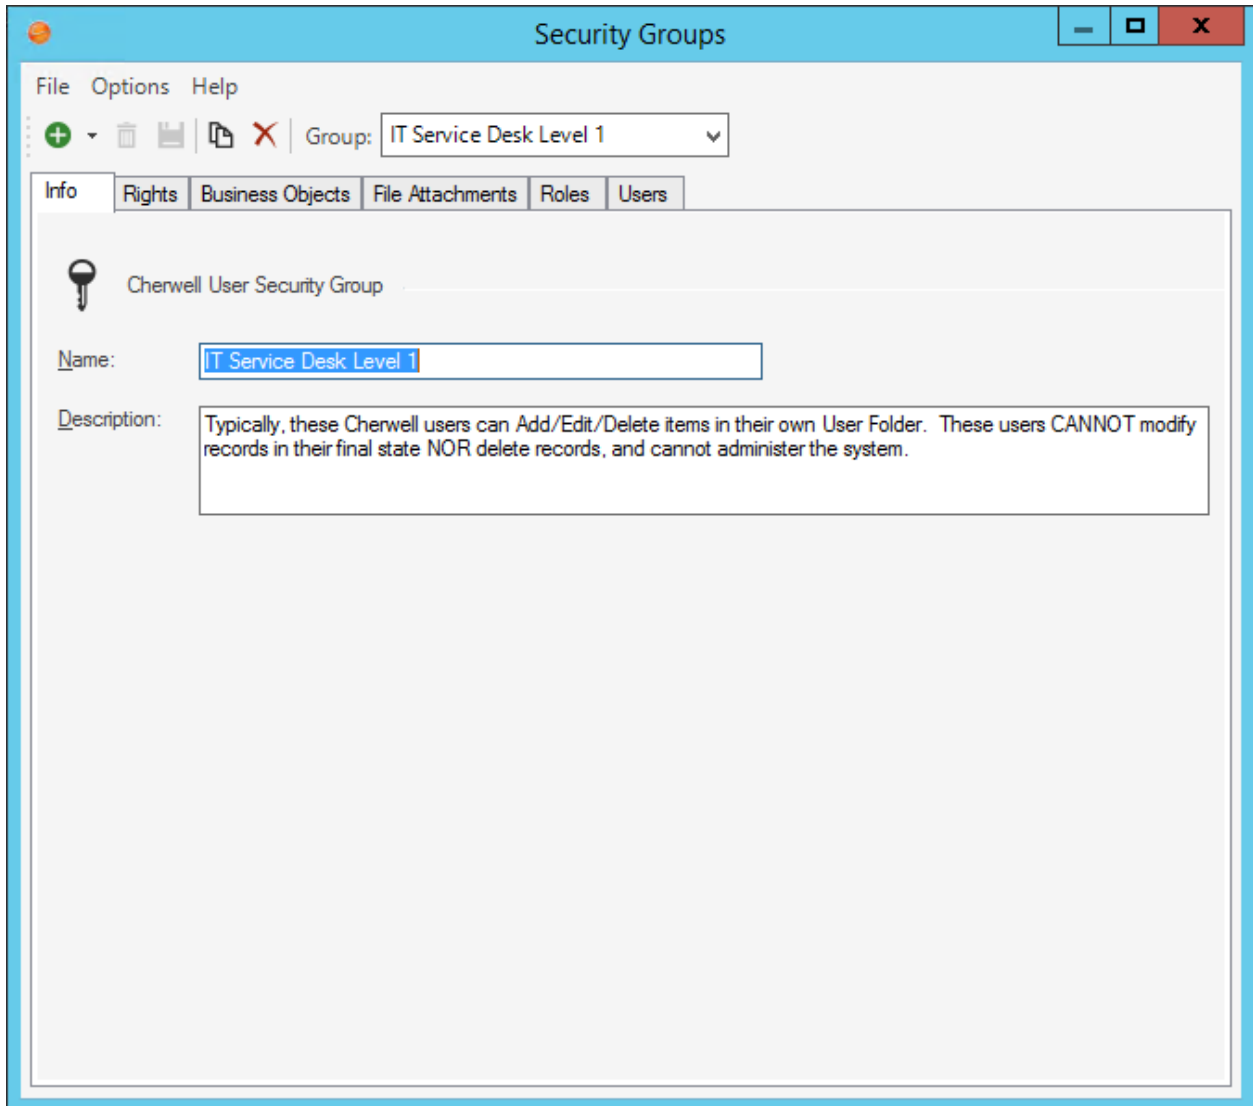 Security Groups
File Options Help
Group: IT Service Desk Level 1
Info Rights Business Objects File Attachments Roles Users
Cherwell User Security Group
Name: IT Service Desk Level 1
Description: Typically, these Cherwell users can Add/Edit/Delete items in their own User Folder.  These users CANNOT modify
records in their final state NOR delete records, and cannot administer the system.